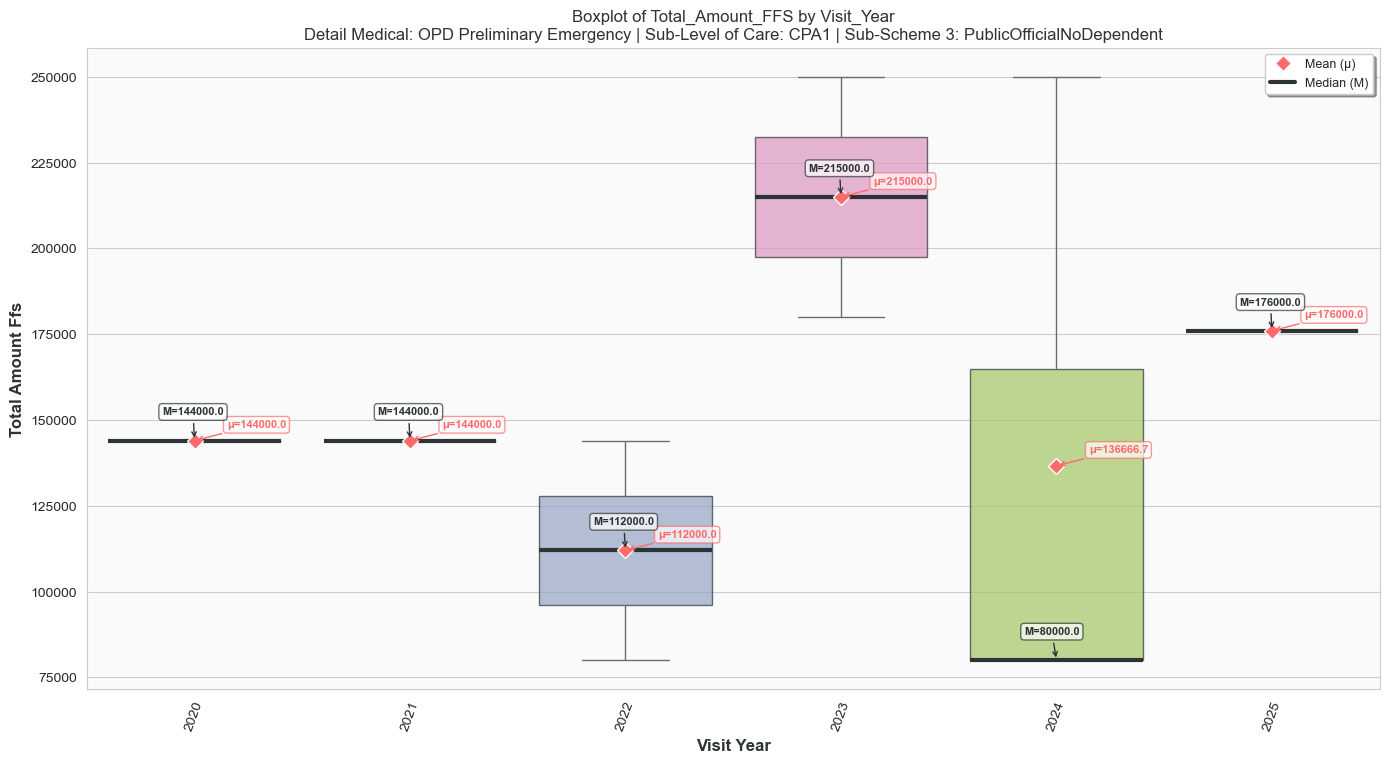 Boxplot of Total_Amount_FFS by Visit_Year
Detail Medical: OPD Preliminary Emergency | Sub-Level of Care: CPA1 | Sub-Scheme 3: PublicOfficialNoDependent
Mean (μ)
Median (M)
Total Amount Ffs
250000
225000
200000
175000
150000
125000
100000
75000
M=144000.0
μ=144000.0
M=144000.0
μ=144000.0
M=112000.0
μ=112000.0
M=215000.0
μ=215000.0
μ=136666.7
M=80000.0
M=176000.0
μ=176000.0
2020
2021
2022
2023
2024
2025
Visit Year